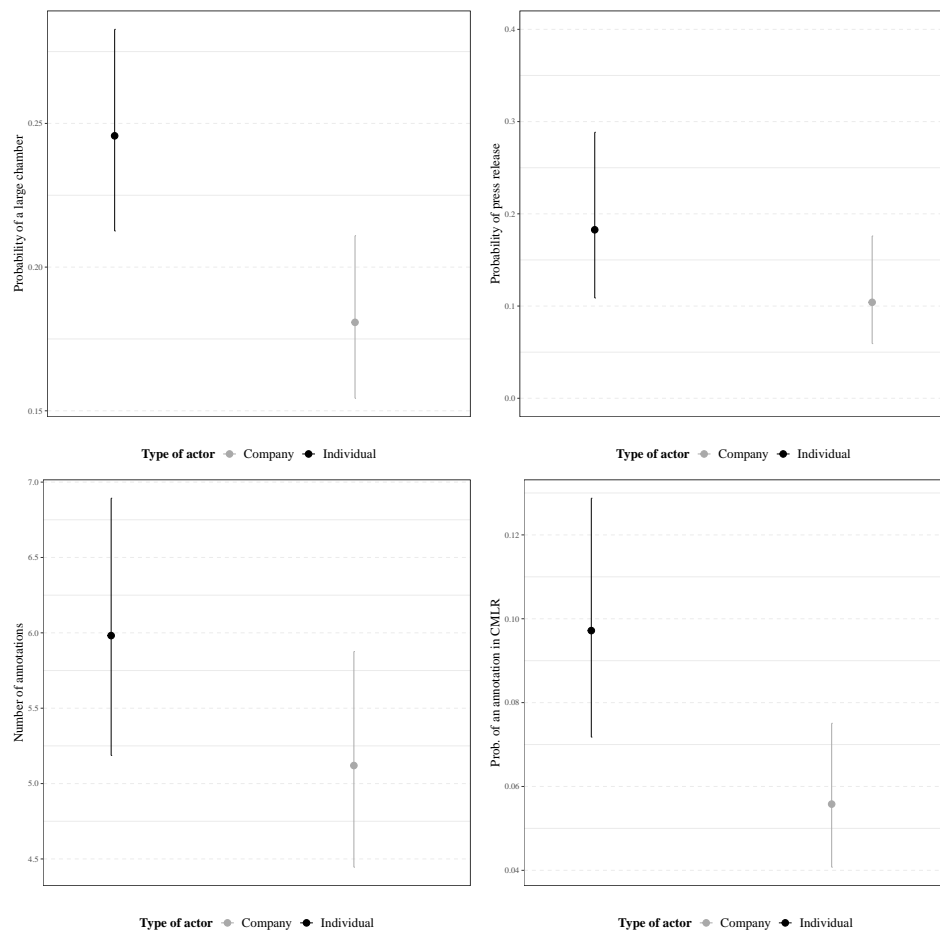 Probability of a large chamber
0.25
0.20
0.15
Type of actor Company Individual
Probability of press release
0.4
0.3
0.2
0.1
0.0
Type of actor Company Individual
Number of annotations
7.0
6.5
6.0
5.5
5.0
4.5
Type of actor Company Individual
Prob. of an annotation in CMLR
0.12
0.10
0.08
0.06
0.04
Type of actor Company Individual